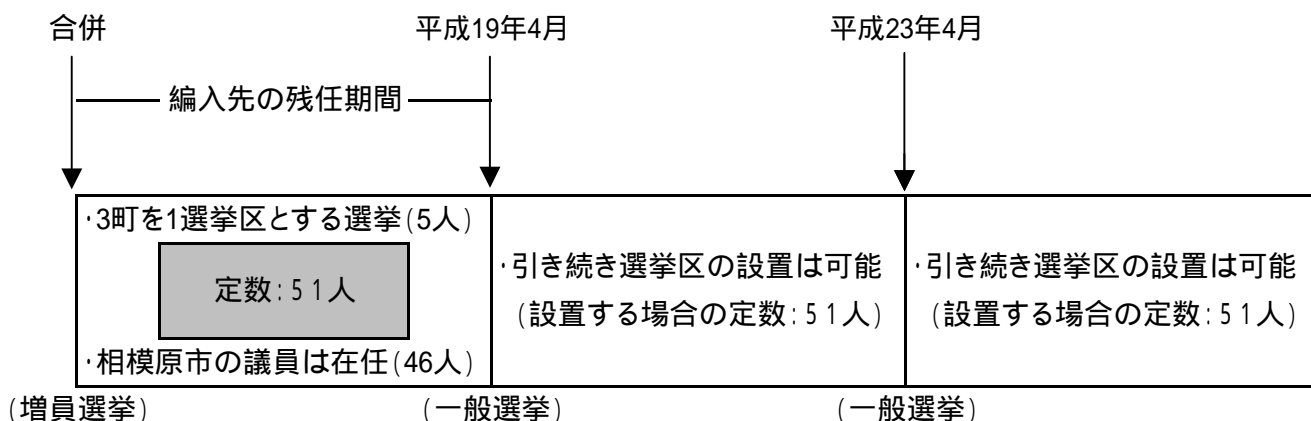 合併 平成19年4月 平成23年4月
編入先の残任期間
･3町を1選挙区とする選挙(5人)
定数:51人
･相模原市の議員は在任(46人)
･引き続き選挙区の設置は可能
(設置する場合の定数:51人)
･引き続き選挙区の設置は可能
(設置する場合の定数:51人)
(増員選挙) (一般選挙) (一般選挙)